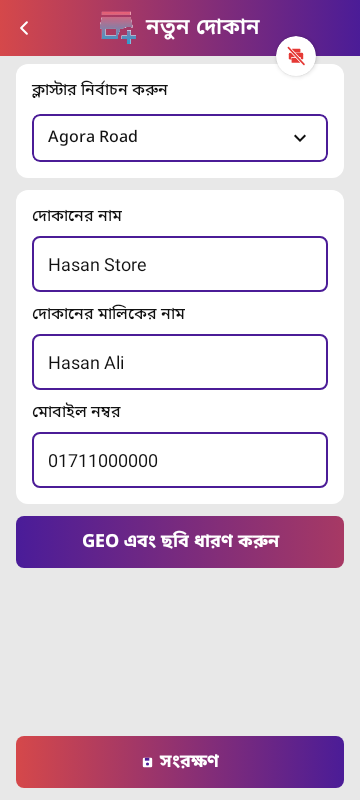 নতুন দোকান
ক্লাস্টার নির্বাচন করুন
Agora Road
দোকানের নাম
Hasan Store
দোকানের মালিকের নাম
Hasan Ali
মোবাইল নম্বর
01711000000
GEO এবং ছবি ধারণ করুন
সংরক্ষণ